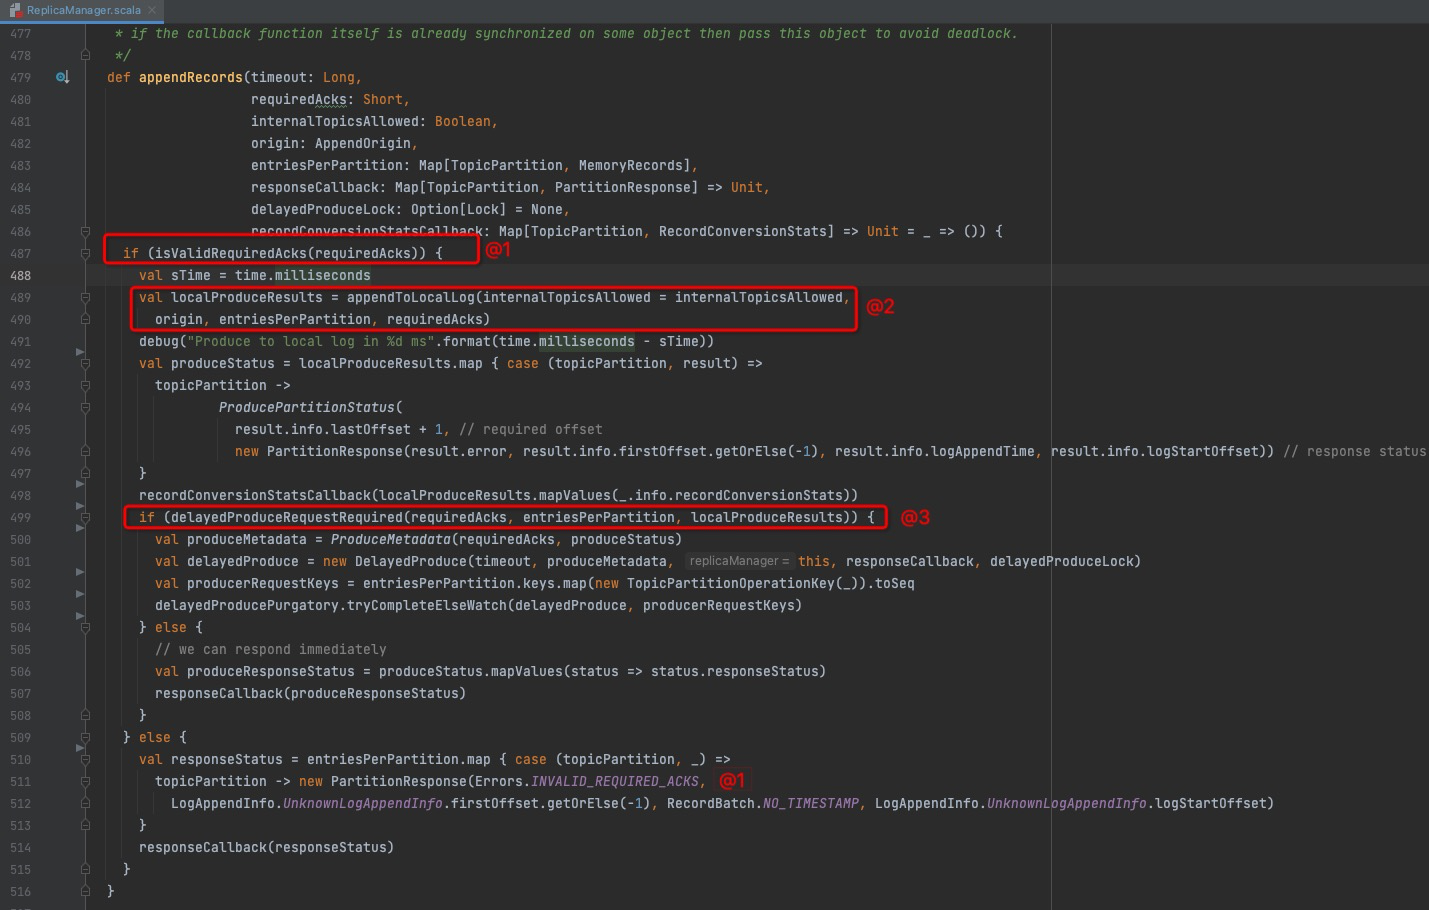 ReplicaManager.scala
477 * if the callback function itself is already synchronized on some object then pass this object to avoid deadlock.
478 */
479 def appendRecords(timeout: Long,
480 requiredAcks: Short,
481 internalTopicsAllowed: Boolean,
482 origin: AppendOrigin,
483 entriesPerPartition: Map[TopicPartition, MemoryRecords],
484 responseCallback: Map[TopicPartition, PartitionResponse] => Unit,
485 delayedProduceLock: Option[Lock] = None,
486 recordConversionStatsCallback: Map[TopicPartition, RecordConversionStats] => Unit = _ => ()) {
487 if (isValidRequiredAcks(requiredAcks)) { @1
488 val sTime = time.milliseconds
489 val localProduceResults = appendToLocalLog(internalTopicsAllowed = internalTopicsAllowed, @2
490 origin, entriesPerPartition, requiredAcks)
491 debug("Produce to local log in %d ms".format(time.milliseconds - sTime))
492 val produceStatus = localProduceResults.map { case (topicPartition, result) =>
493 topicPartition ->
494 ProducePartitionStatus(
495 result.info.lastOffset + 1, // required offset
496 new PartitionResponse(result.error, result.info.firstOffset.getOrElse(-1), result.info.logAppendTime, result.info.logStartOffset)) // response status
497 }
498 recordConversionStatsCallback(localProduceResults.mapValues(_.info.recordConversionStats))
499 if (delayedProduceRequestRequired(requiredAcks, entriesPerPartition, localProduceResults)) { @3
500 val produceMetadata = ProduceMetadata(requiredAcks, produceStatus)
501 val delayedProduce = new DelayedProduce(timeout, produceMetadata, replicaManager = this, responseCallback, delayedProduceLock)
502 val producerRequestKeys = entriesPerPartition.keys.map(new TopicPartitionOperationKey(_)).toSeq
503 delayedProducePurgatory.tryCompleteElseWatch(delayedProduce, producerRequestKeys)
504 } else {
505 // we can respond immediately
506 val produceResponseStatus = produceStatus.mapValues(status => status.responseStatus)
507 responseCallback(produceResponseStatus)
508 }
509 } else {
510 val responseStatus = entriesPerPartition.map { case (topicPartition, _) =>
511 topicPartition -> new PartitionResponse(Errors.INVALID_REQUIRED_ACKS, @1
512 LogAppendInfo.UnknownLogAppendInfo.firstOffset.getOrElse(-1), RecordBatch.NO_TIMESTAMP, LogAppendInfo.UnknownLogAppendInfo.logStartOffset)
513 }
514 responseCallback(responseStatus)
515 }
516 }